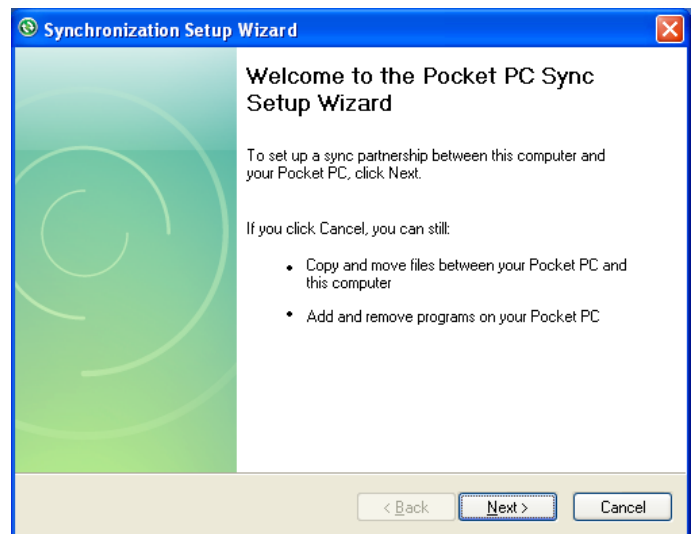 Synchronization Setup Wizard
Welcome to the Pocket PC Sync
Setup Wizard
To set up a sync partnership between this computer and
your Pocket PC, click Next.
If you click Cancel, you can still:
• Copy and move files between your Pocket PC and
this computer
• Add and remove programs on your Pocket PC
< Back
Next >
Cancel